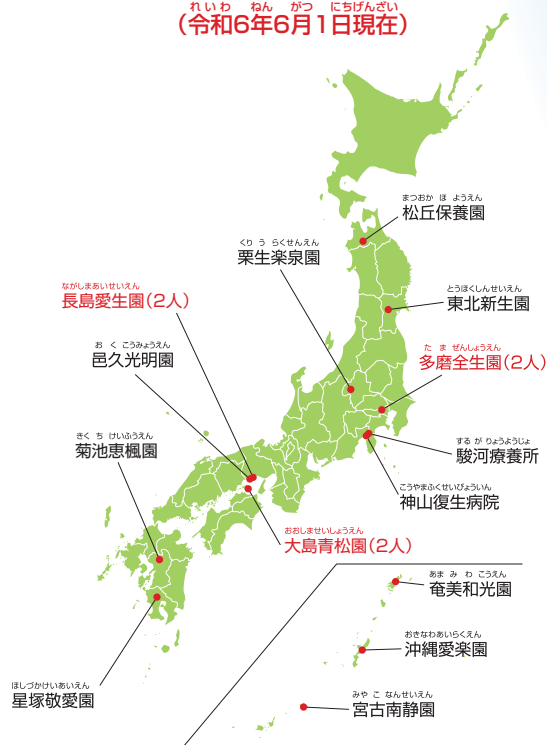 れいわ ねん がつ にちげんざい
（令和6年6月1日現在）
まつおか ほ ようえん
松丘保養園
くり う らくせんえん
栗生楽泉園
とうほくしんせいえん
東北新生園
ながしまあいせいえん
長島愛生園（2人）
お く こうみょうえん
邑久光明園
た ま ぜんしょうえん
多磨全生園（2人）
きく ち けいふうえん
菊池恵楓園
するが りょうようじょ
駿河療養所
こうやまふくせいびょういん
神山復生病院
おおしませいしょうえん
大島青松園（2人）
あま み わ こうえん
奄美和光園
おきなわあいらくえん
沖縄愛楽園
ほしづかけいあいえん
星塚敬愛園
みや こ なんせいえん
宮古南静園